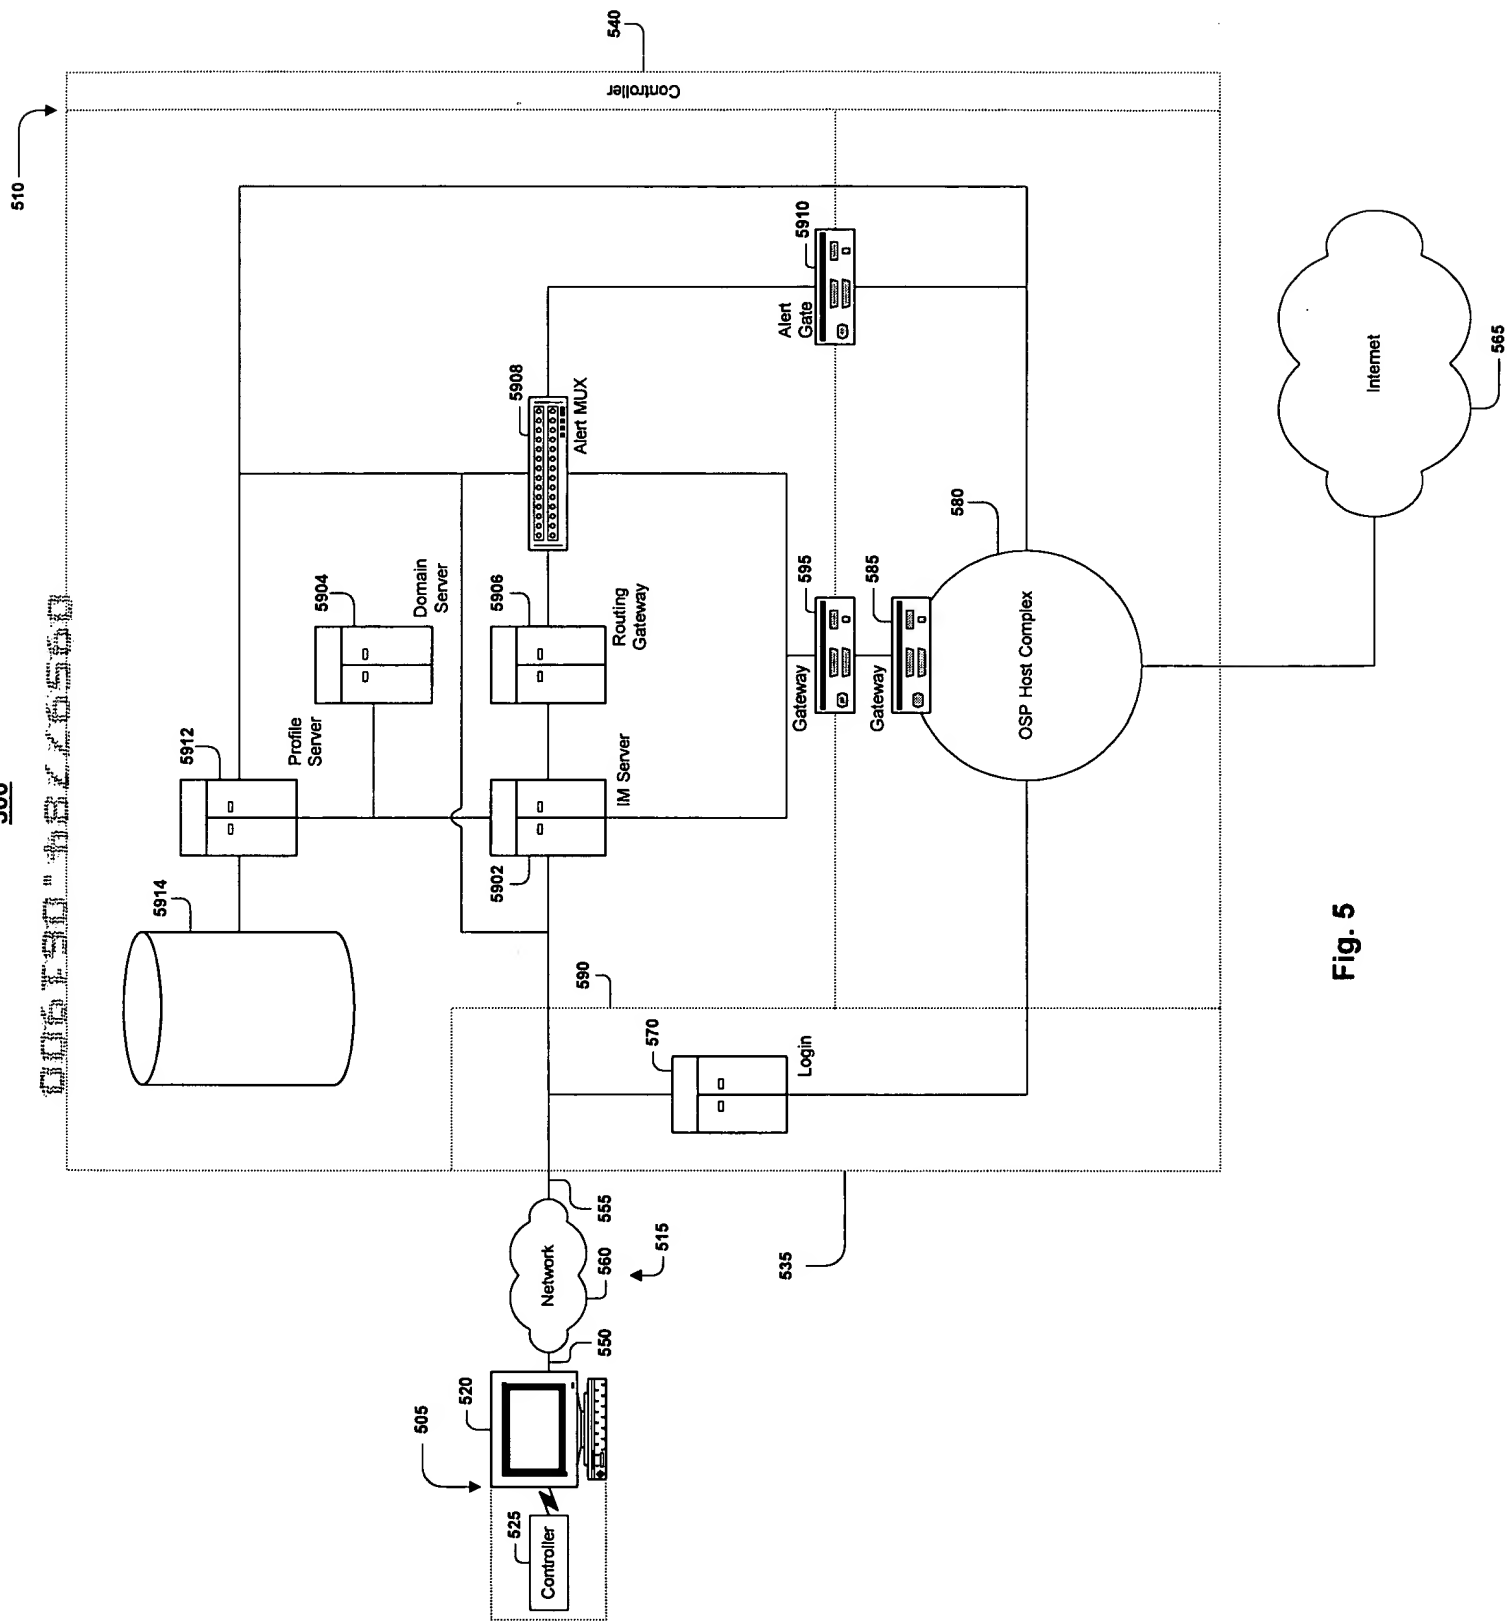 500
510
540
Controller
5914
5912
Profile
Server
5904
Domain
Server
5902
IM Server
5906
Routing
Gateway
5908
Alert MUX
5910
Alert
Gate
595
Gateway
585
Gateway
580
OSP Host Complex
590
570
Login
535
Internet
565
505
520
525
Controller
550
Network
560
555
515
Fig. 5